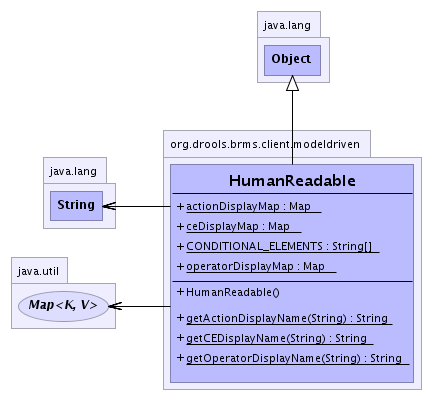 java.lang
Object
org.drools.brms.client.modeldriven
HumanReadable
+ actionDisplayMap : Map
+ ceDisplayMap : Map
+ CONDITIONAL_ELEMENTS : String[]
+ operatorDisplayMap : Map
+ HumanReadable()
+ getActionDisplayName(String) : String
+ getCEDisplayName(String) : String
+ getOperatorDisplayName(String) : String
java.lang
String
java.util
Map<K, V>